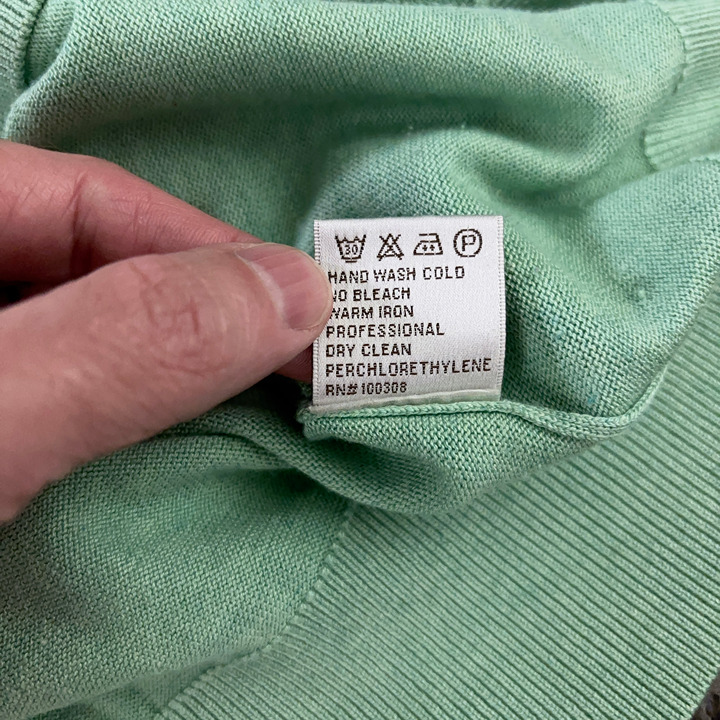 30 P
HAND WASH COLD
NO BLEACH
WARM IRON
PROFESSIONAL
DRY CLEAN
PERCHLORETHYLENE
RN#100308